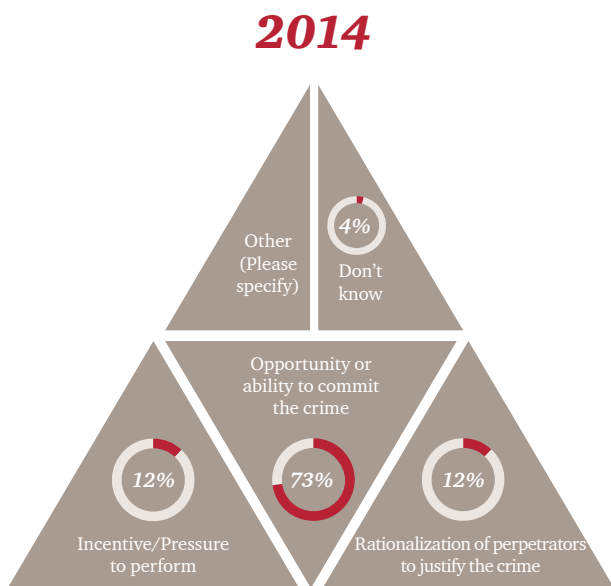 2014
4%
Other
(Please
specify)
Don’t
know
Opportunity or
ability to commit
the crime
12%
73%
12%
Incentive/Pressure
to perform
Rationalization of perpetrators
to justify the crime